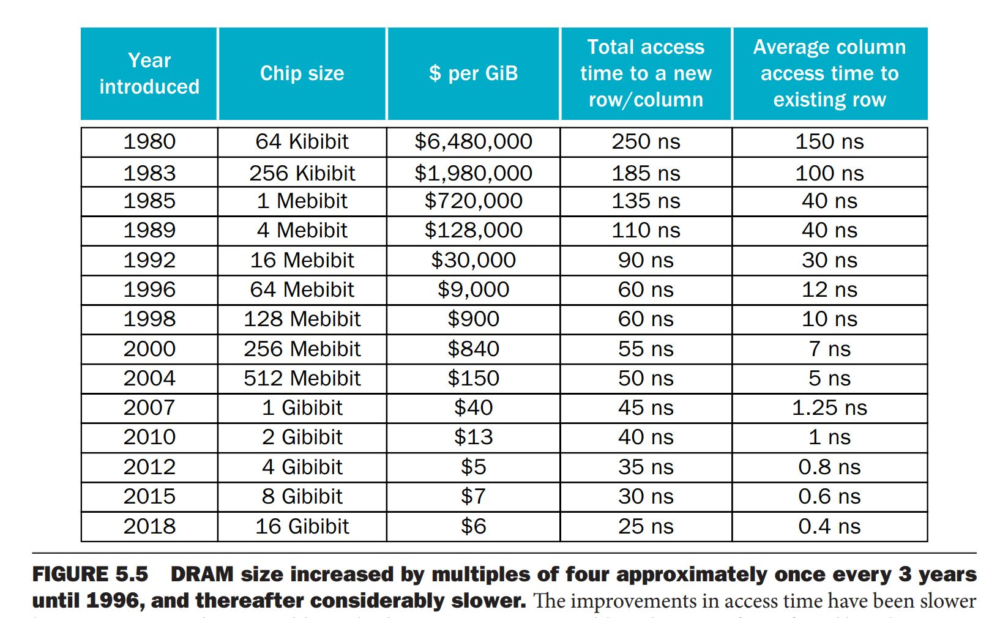 Year introduced | Chip size | $ per GiB | Total access time to a new row/column | Average column access time to existing row
1980 | 64 Kibibit | $6,480,000 | 250 ns | 150 ns
1983 | 256 Kibibit | $1,980,000 | 185 ns | 100 ns
1985 | 1 Mebibit | $720,000 | 135 ns | 40 ns
1989 | 4 Mebibit | $128,000 | 110 ns | 40 ns
1992 | 16 Mebibit | $30,000 | 90 ns | 30 ns
1996 | 64 Mebibit | $9,000 | 60 ns | 12 ns
1998 | 128 Mebibit | $900 | 60 ns | 10 ns
2000 | 256 Mebibit | $840 | 55 ns | 7 ns
2004 | 512 Mebibit | $150 | 50 ns | 5 ns
2007 | 1 Gibibit | $40 | 45 ns | 1.25 ns
2010 | 2 Gibibit | $13 | 40 ns | 1 ns
2012 | 4 Gibibit | $5 | 35 ns | 0.8 ns
2015 | 8 Gibibit | $7 | 30 ns | 0.6 ns
2018 | 16 Gibibit | $6 | 25 ns | 0.4 ns
FIGURE 5.5 DRAM size increased by multiples of four approximately once every 3 years
until 1996, and thereafter considerably slower. The improvements in access time have been slower